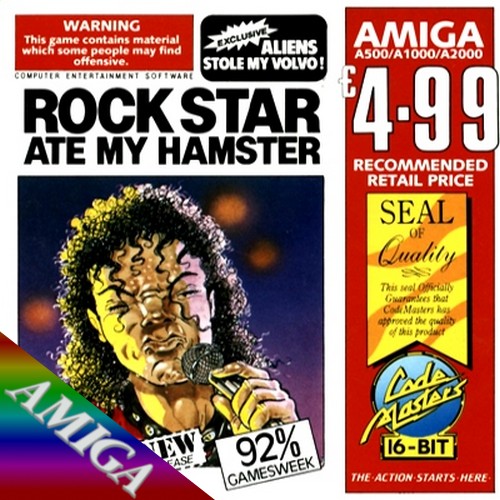 WARNING
This game contains material
which some people may find
offensive.
EXCLUSIVE
ALIENS
STOLE MY VOLVO!
COMPUTER ENTERTAINMENT SOFTWARE
ROCK STAR
ATE MY HAMSTER
AMIGA
A500/A1000/A2000
£4·99
RECOMMENDED
RETAIL PRICE
SEAL
OF
Quality
This seal Officially
Guarantees that
CodeMasters has
approved the quality
of this product
Code
Masters
16-BIT
THE·ACTION·STARTS·HERE·
NEW
92%
GAMESWEEK
AMIGA